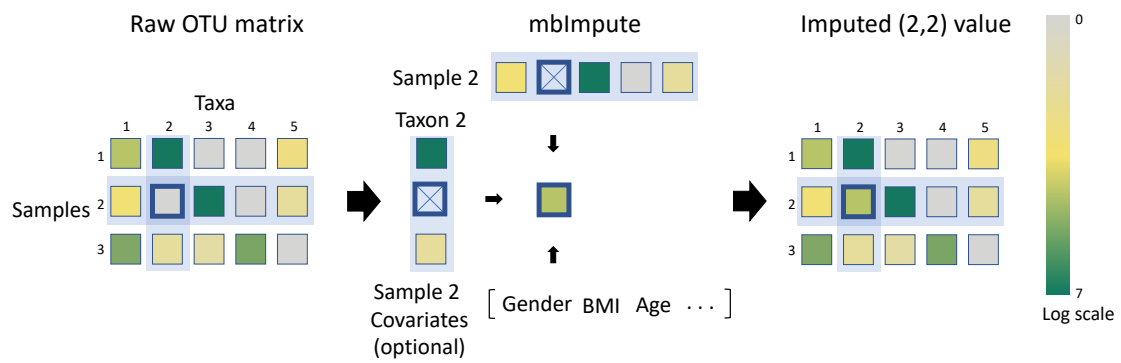 Raw OTU matrix
mbImpute
Imputed (2,2) value
Sample 2
Taxa
Taxon 2
1 2 3 4 5
1
2
3
Samples
Sample 2
Covariates
(optional)
[ Gender BMI Age ... ]
1 2 3 4 5
1
2
3
0
7
Log scale